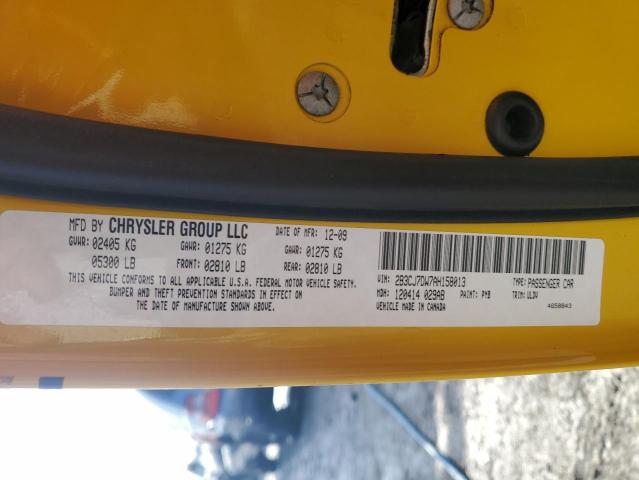 MFD BY CHRYSLER GROUP LLC DATE OF MFR: 12-09
GVWR: 02405 KG GAWR: 01275 KG GAWR: 01275 KG
05300 LB FRONT: 02810 LB REAR: 02810 LB
THIS VEHICLE CONFORMS TO ALL APPLICABLE U.S.A. FEDERAL MOTOR VEHICLE SAFETY,
BUMPER AND THEFT PREVENTION STANDARDS IN EFFECT ON
THE DATE OF MANUFACTURE SHOWN ABOVE.
VIN: 2B3CJ7DW7AH158013 TYPE: PASSENGER CAR
MDH: 120414 029AB PAINT: PYB TRIM: ULDV
VEHICLE MADE IN CANADA 4658843